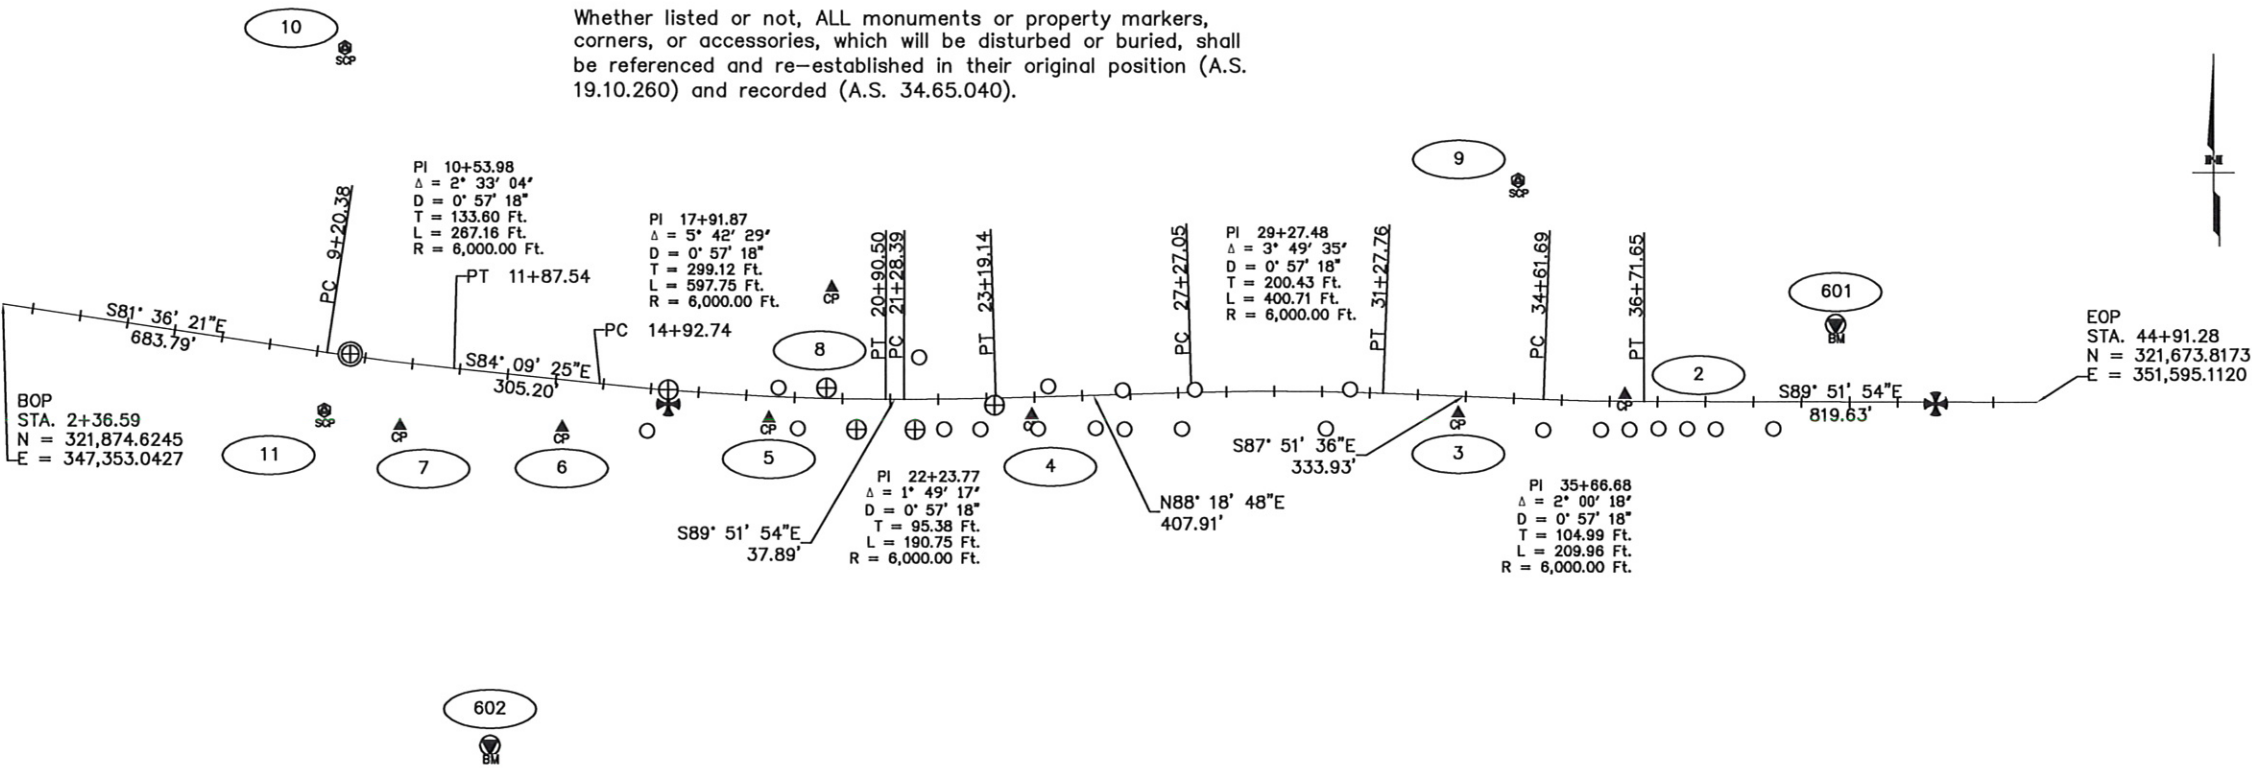 Whether listed or not, ALL monuments or property markers,
corners, or accessories, which will be disturbed or buried, shall
be referenced and re-established in their original position (A.S.
19.10.260) and recorded (A.S. 34.65.040).
10
SCP
9
SCP
N
PC 9+20.38
PI 10+53.98
Δ = 2° 33' 04"
D = 0° 57' 18"
T = 133.60 Ft.
L = 267.16 Ft.
R = 6,000.00 Ft.
PT 11+87.54
PI 17+91.87
Δ = 5° 42' 29"
D = 0° 57' 18"
T = 299.12 Ft.
L = 597.75 Ft.
R = 6,000.00 Ft.
PC 14+92.74
CP
8
PT 20+90.50
PC 21+28.39
PT 23+19.14
PC 27+27.05
PI 29+27.48
Δ = 3° 49' 35"
D = 0° 57' 18"
T = 200.43 Ft.
L = 400.71 Ft.
R = 6,000.00 Ft.
PT 31+27.76
PC 34+61.69
PT 36+71.65
601
BM
2
CP
S81° 36' 21"E
683.79'
S84° 09' 25"E
305.20'
S89° 51' 54"E
819.63'
EOP
STA. 44+91.28
N = 321,673.8173
E = 351,595.1120
BOP
STA. 2+36.59
N = 321,874.6245
E = 347,353.0427
SCP
11
CP
7
CP
6
CP
5
CP
4
CP
3
S89° 51' 54"E
37.89'
PI 22+23.77
Δ = 1° 49' 17"
D = 0° 57' 18"
T = 95.38 Ft.
L = 190.75 Ft.
R = 6,000.00 Ft.
N88° 18' 48"E
407.91'
S87° 51' 36"E
333.93'
PI 35+66.68
Δ = 2° 00' 18"
D = 0° 57' 18"
T = 104.99 Ft.
L = 209.96 Ft.
R = 6,000.00 Ft.
602
BM